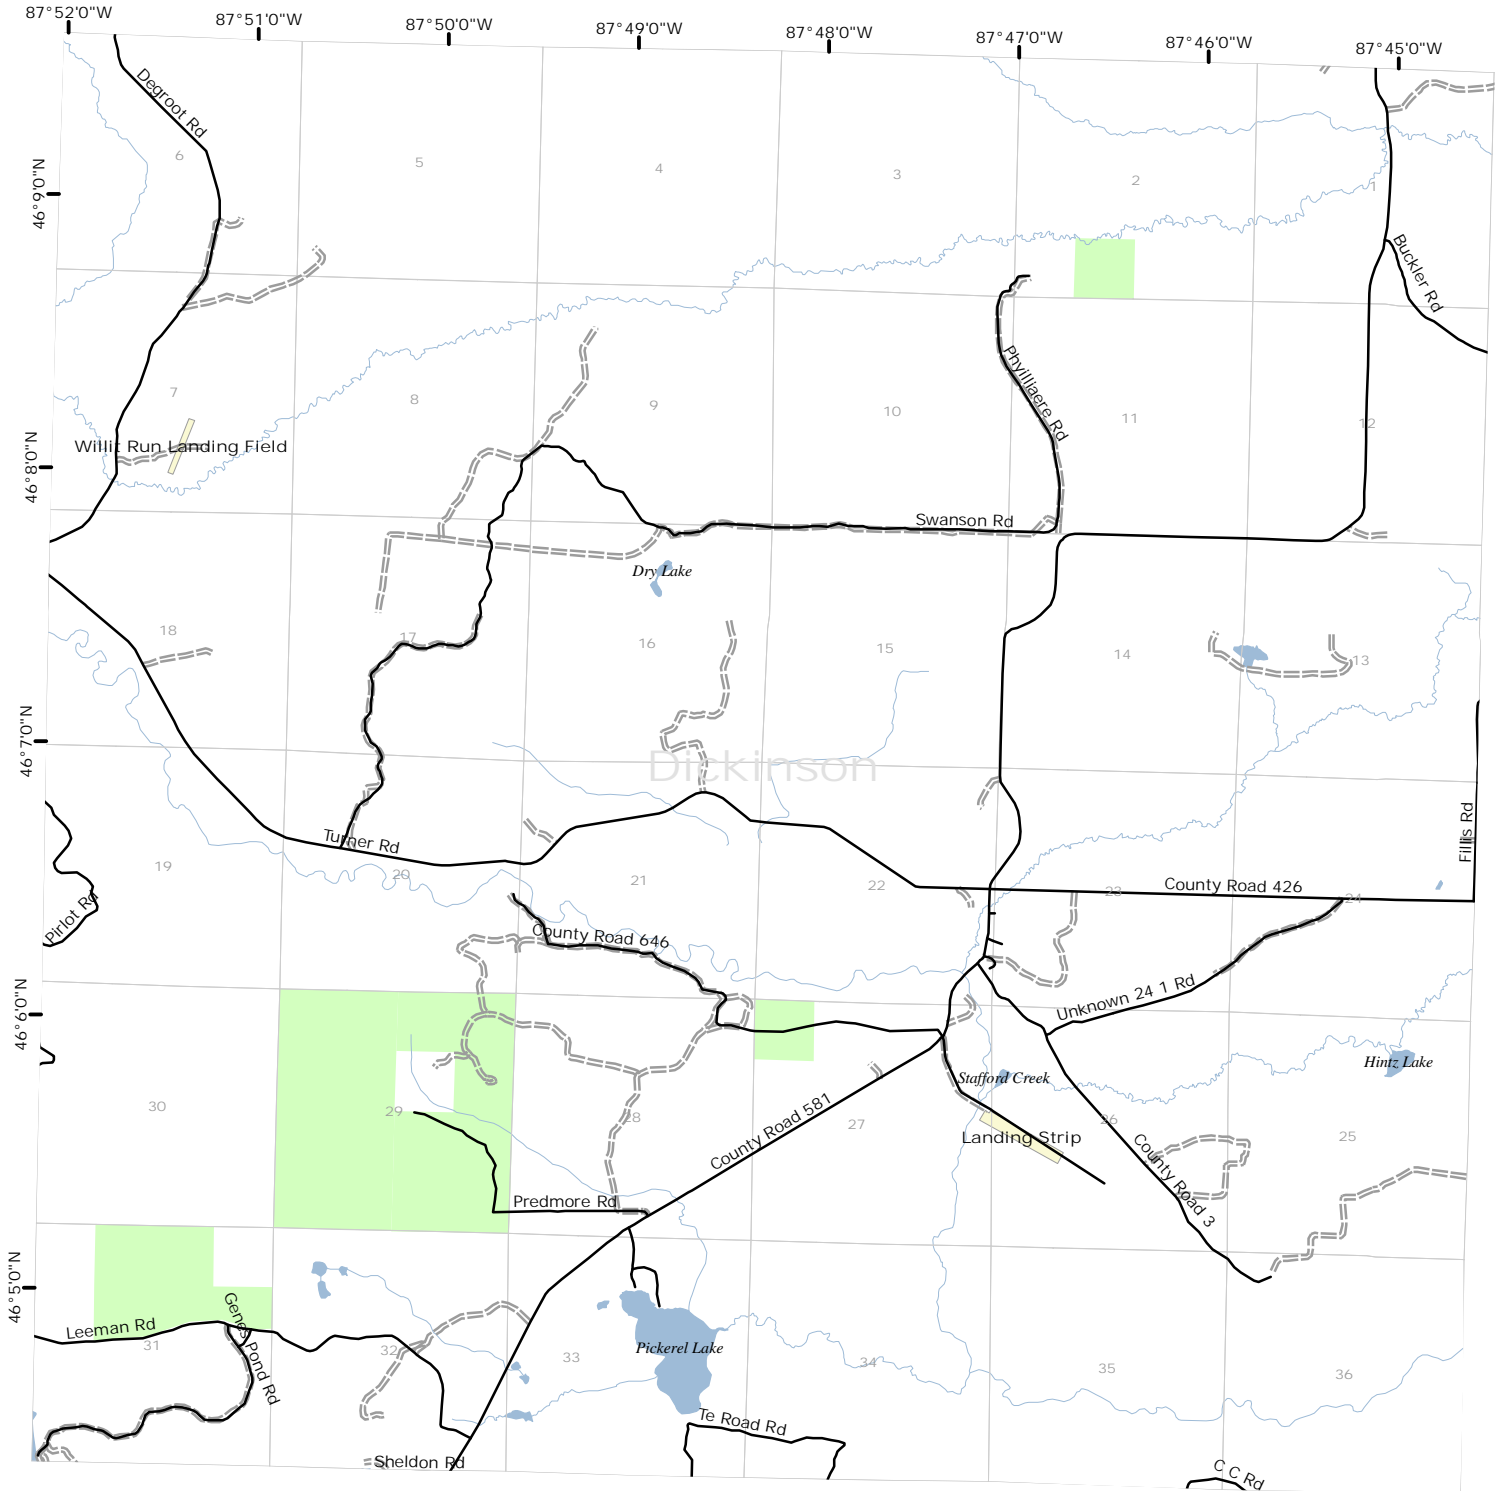 87°52'0"W
87°51'0"W
87°50'0"W
87°49'0"W
87°48'0"W
87°47'0"W
87°46'0"W
87°45'0"W
Degroot Rd
6
5
4
3
2
1
46°9'0"N
Buckler Rd
Phyilliaere Rd
7
8
9
10
11
12
Willit Run Landing Field
46°8'0"N
Swanson Rd
Dry Lake
18
17
16
15
14
13
46°7'0"N
Dickinson
Turner Rd
Fillis Rd
19
20
21
22
23
24
County Road 426
Pirlot Rd
County Road 646
Unknown 24 1 Rd
46°6'0"N
Hintz Lake
Stafford Creek
30
29
28
27
26
25
County Road 581
Landing Strip
County Road 3
Predmore Rd
46°5'0"N
Genes Pond Rd
Leeman Rd
31
32
33
34
35
36
Pickerel Lake
Te Road Rd
Sheldon Rd
C C Rd